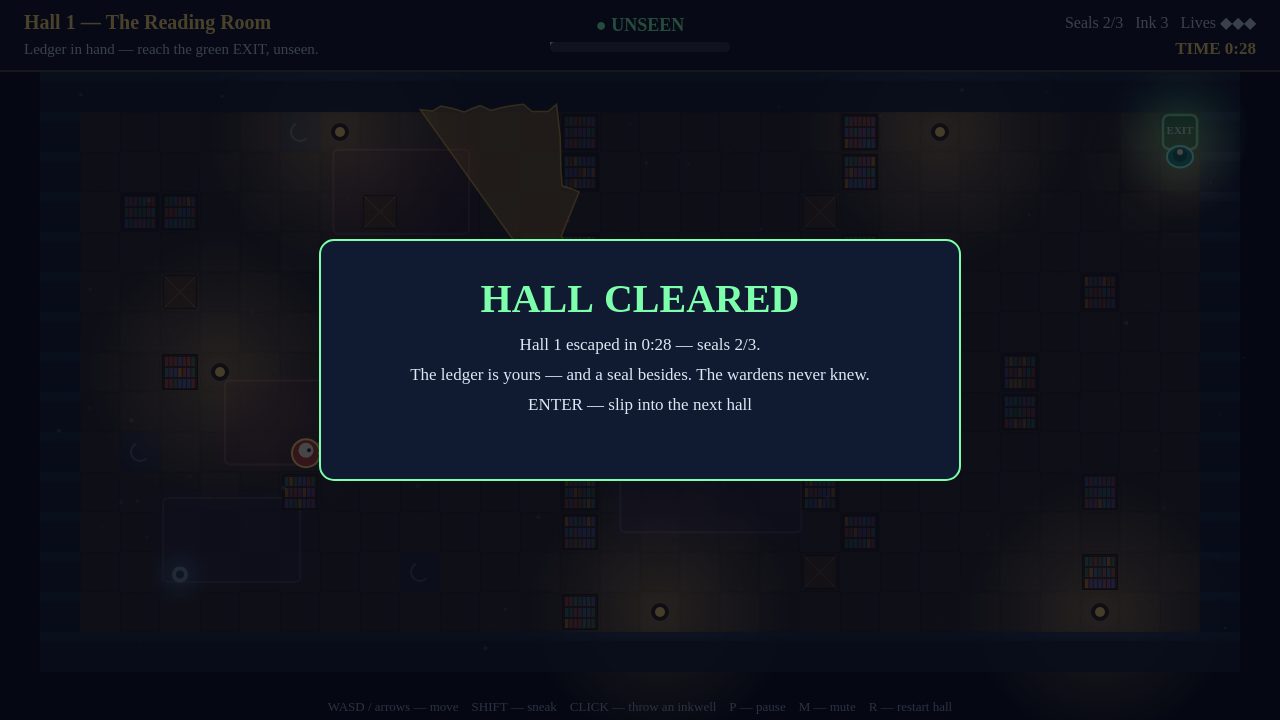 Hall 1 — The Reading Room
Ledger in hand — reach the green EXIT, unseen.
● UNSEEN
Seals 2/3 Ink 3 Lives ◆◆◆
TIME 0:28
EXIT
HALL CLEARED
Hall 1 escaped in 0:28 — seals 2/3.
The ledger is yours — and a seal besides. The wardens never knew.
ENTER — slip into the next hall
WASD / arrows — move SHIFT — sneak CLICK — throw an inkwell P — pause M — mute R — restart hall